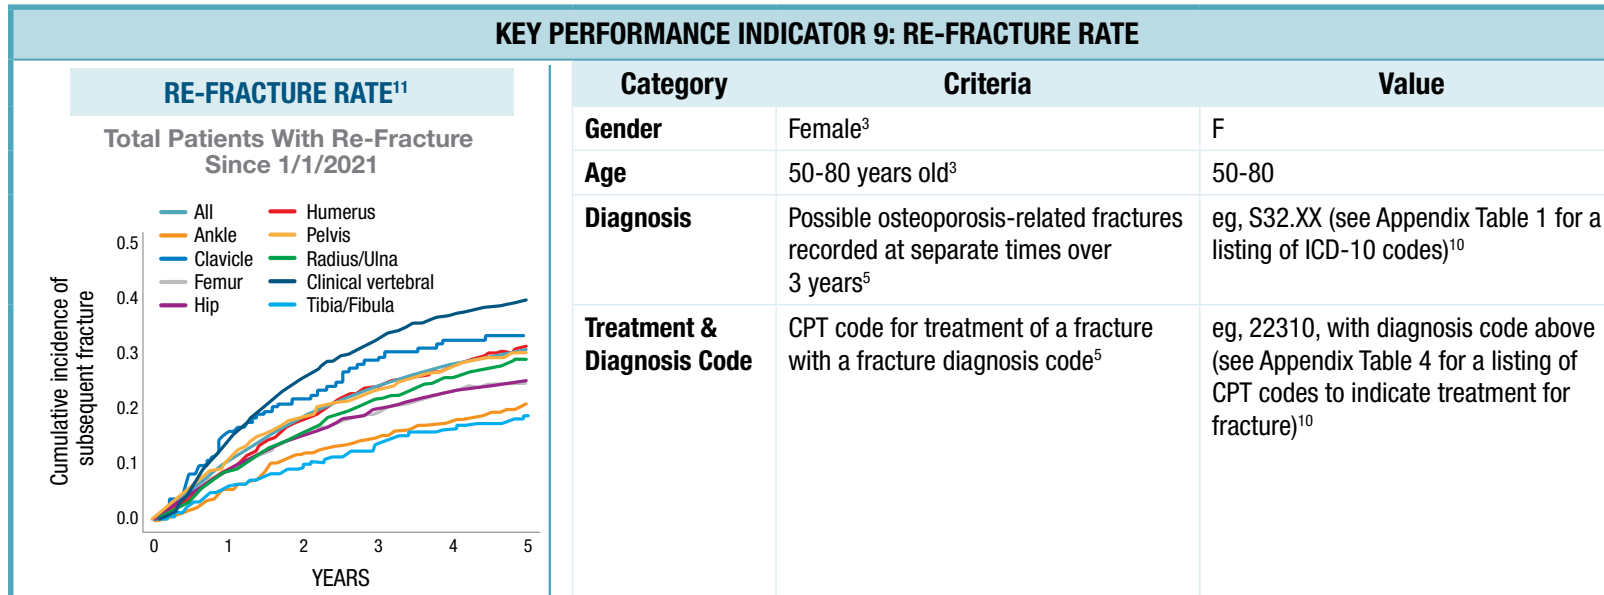 KEY PERFORMANCE INDICATOR 9: RE-FRACTURE RATE
RE-FRACTURE RATE11
Total Patients With Re-Fracture
Since 1/1/2021
All
Ankle
Clavicle
Femur
Hip
Humerus
Pelvis
Radius/Ulna
Clinical vertebral
Tibia/Fibula
Cumulative incidence of
subsequent fracture
0.5
0.4
0.3
0.2
0.1
0.0
0 1 2 3 4 5
YEARS
Category Criteria Value
Gender Female3 F
Age 50-80 years old3 50-80
Diagnosis Possible osteoporosis-related fractures eg, S32.XX (see Appendix Table 1 for a
recorded at separate times over listing of ICD-10 codes)10
3 years5
Treatment & CPT code for treatment of a fracture eg, 22310, with diagnosis code above
Diagnosis Code with a fracture diagnosis code5 (see Appendix Table 4 for a listing of
CPT codes to indicate treatment for
fracture)10